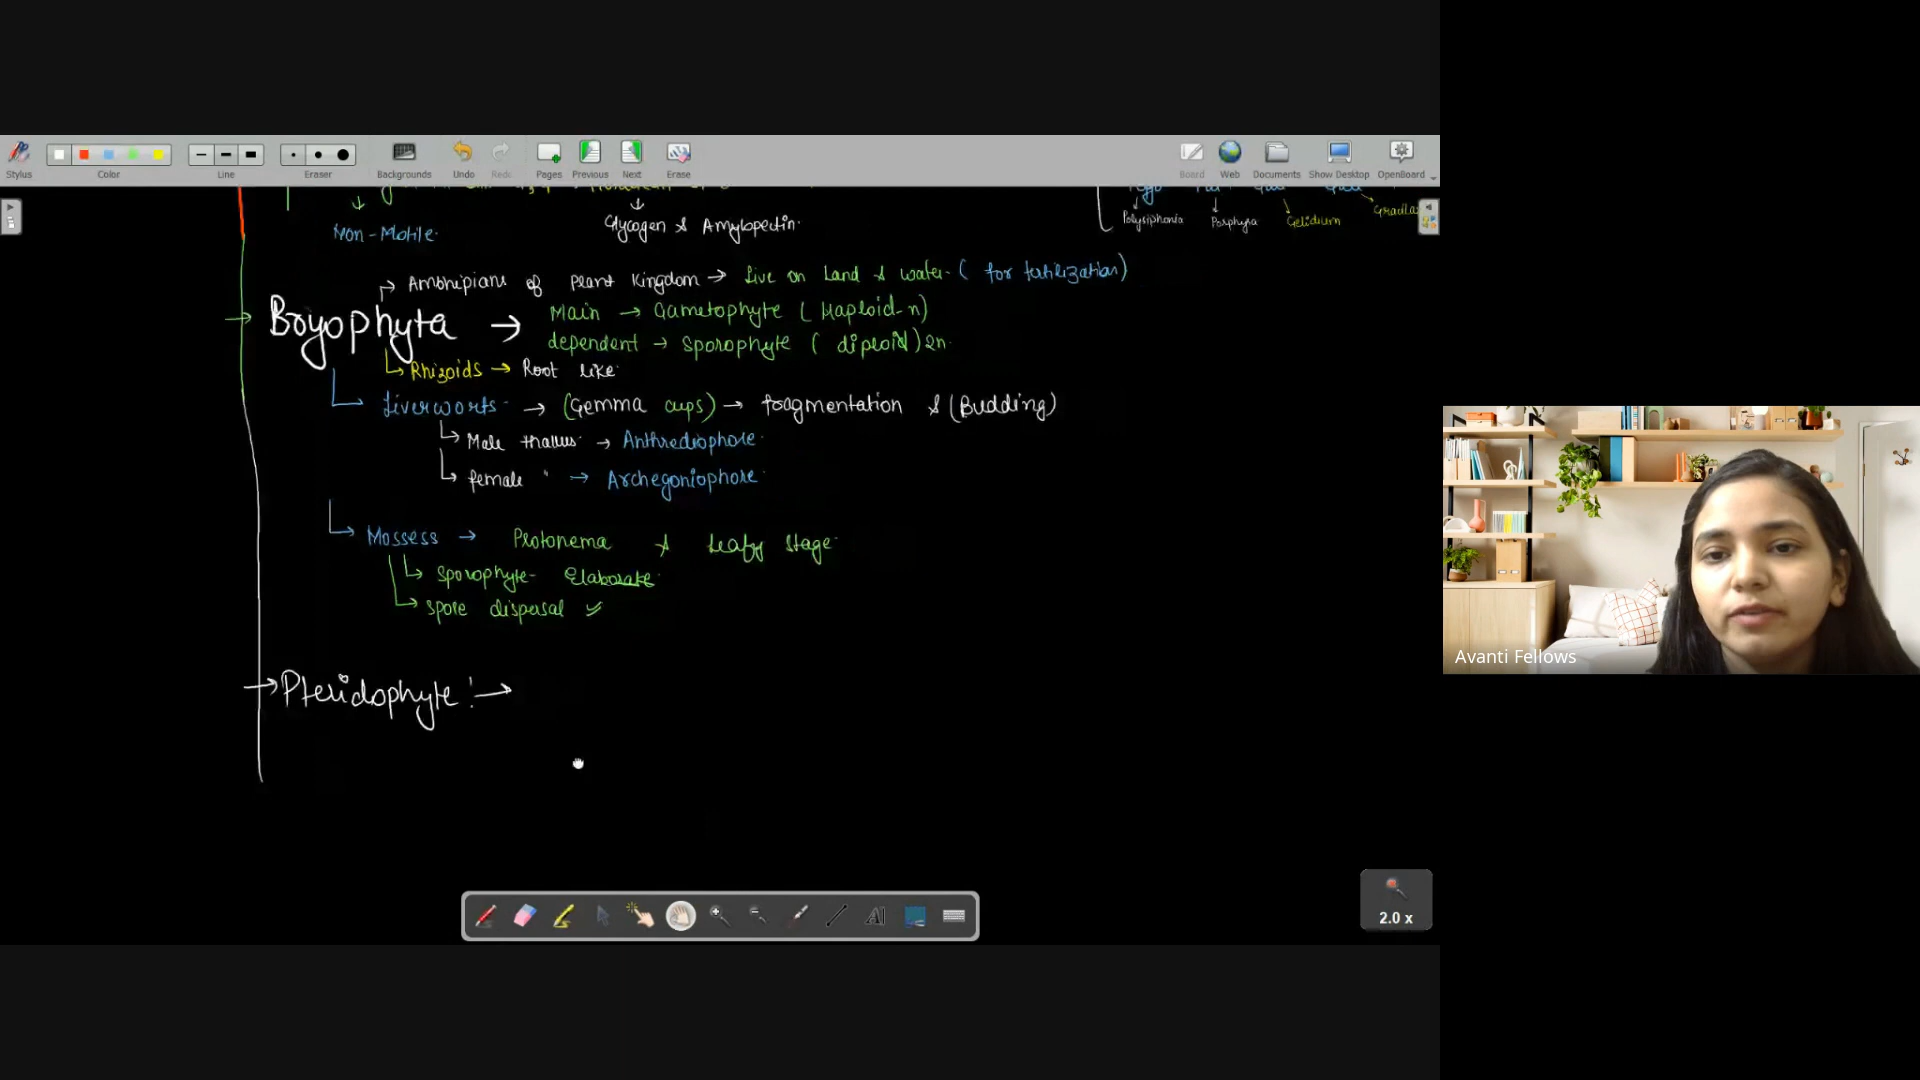 Stylus Color Line Eraser Backgrounds Undo Redo Pages Previous Next Erase Board Web Documents Show Desktop OpenBoard
Non-Motile.
Glycogen & Amylopectin.
Polysiphonia Porphyra Gelidium
Ambhipians of plant Kingdom → live on Land & water. (for fertilization)
→ Bryophyta → Main → Gametophyte (Haploid-n)
dependent → Sporophyte (diploid) 2n.
Rhizoids → Root like.
Liverworts. → (Gemma cups) → fragmentation & (Budding)
Male thallus. → Anthrediophore.
female " → Archegoniophore.
Mossess → Protonema & Leafy stage.
Sporophyte- Elaborate.
Spore dispersal
→ Pteridophyte :→
Avanti Fellows
2.0 x